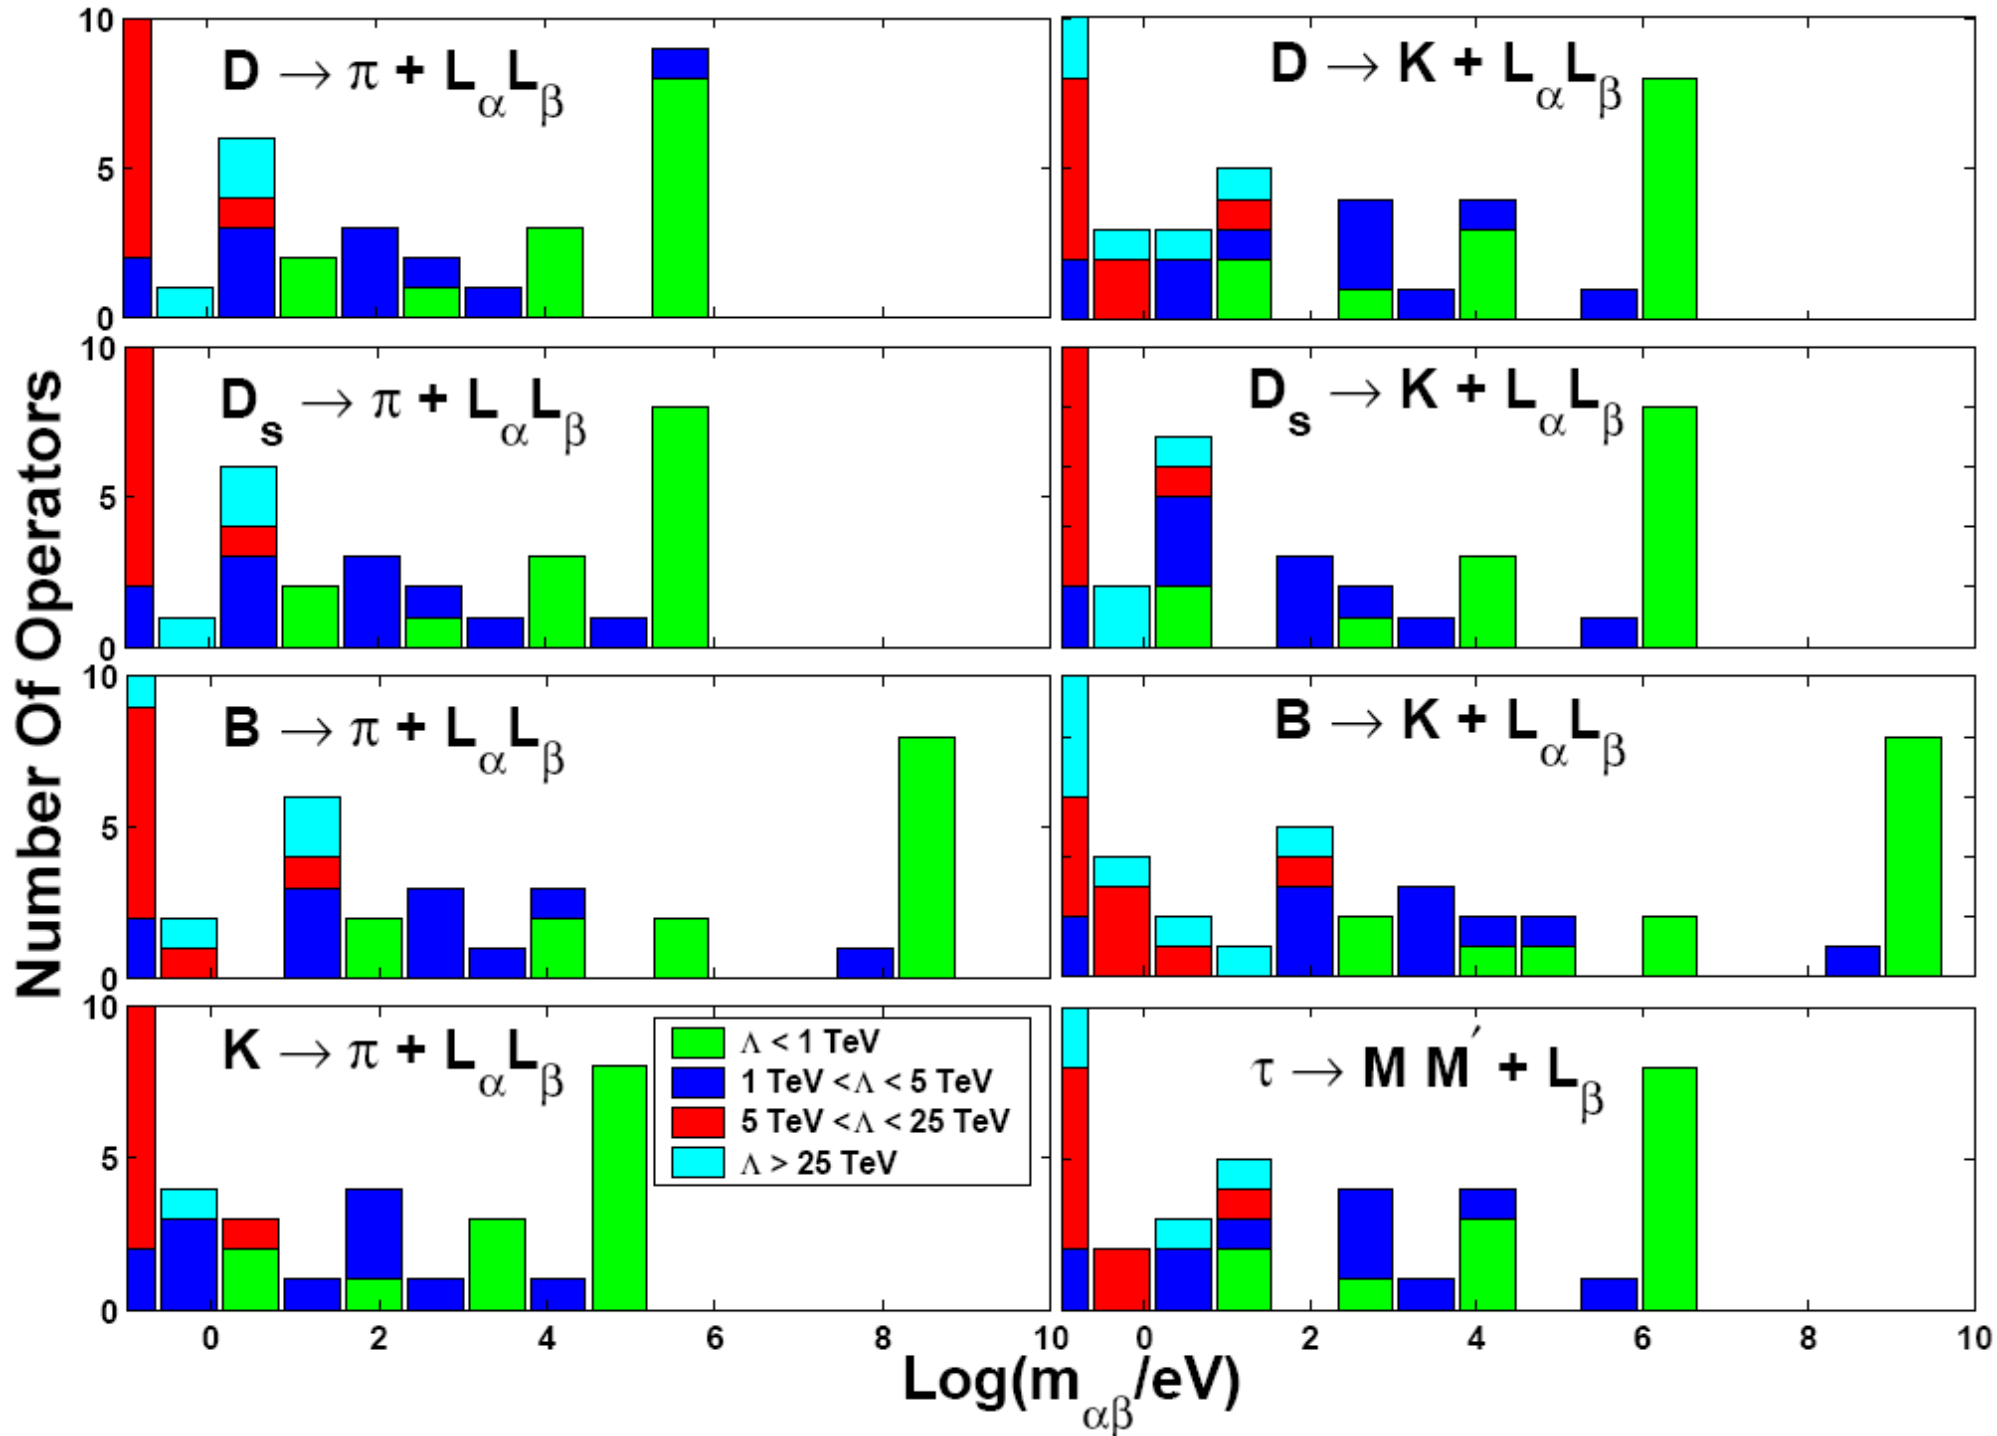 Number Of Operators
10
5
0
D → π + L_α L_β
D → K + L_α L_β
10
5
0
D_s → π + L_α L_β
D_s → K + L_α L_β
10
5
0
B → π + L_α L_β
B → K + L_α L_β
10
5
0
K → π + L_α L_β
Λ < 1 TeV
1 TeV < Λ < 5 TeV
5 TeV < Λ < 25 TeV
Λ > 25 TeV
τ → M M′ + L_β
0 2 4 6 8 10 0 2 4 6 8 10
Log(m_αβ/eV)